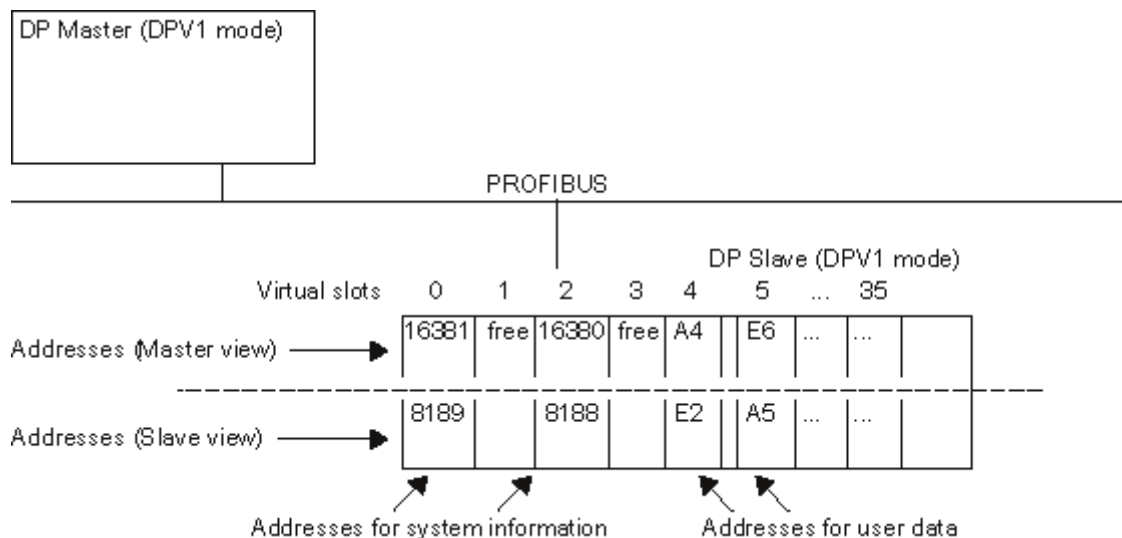 DP Master (DPV1 mode)
PROFIBUS
DP Slave (DPV1 mode)
Virtual slots 0 1 2 3 4 5 ... 35
Addresses (Master view) 16381 free 16380 free A4 E6 ... ...
Addresses (Slave view) 8189 8188 E2 A5 ... ...
Addresses for system information Addresses for user data